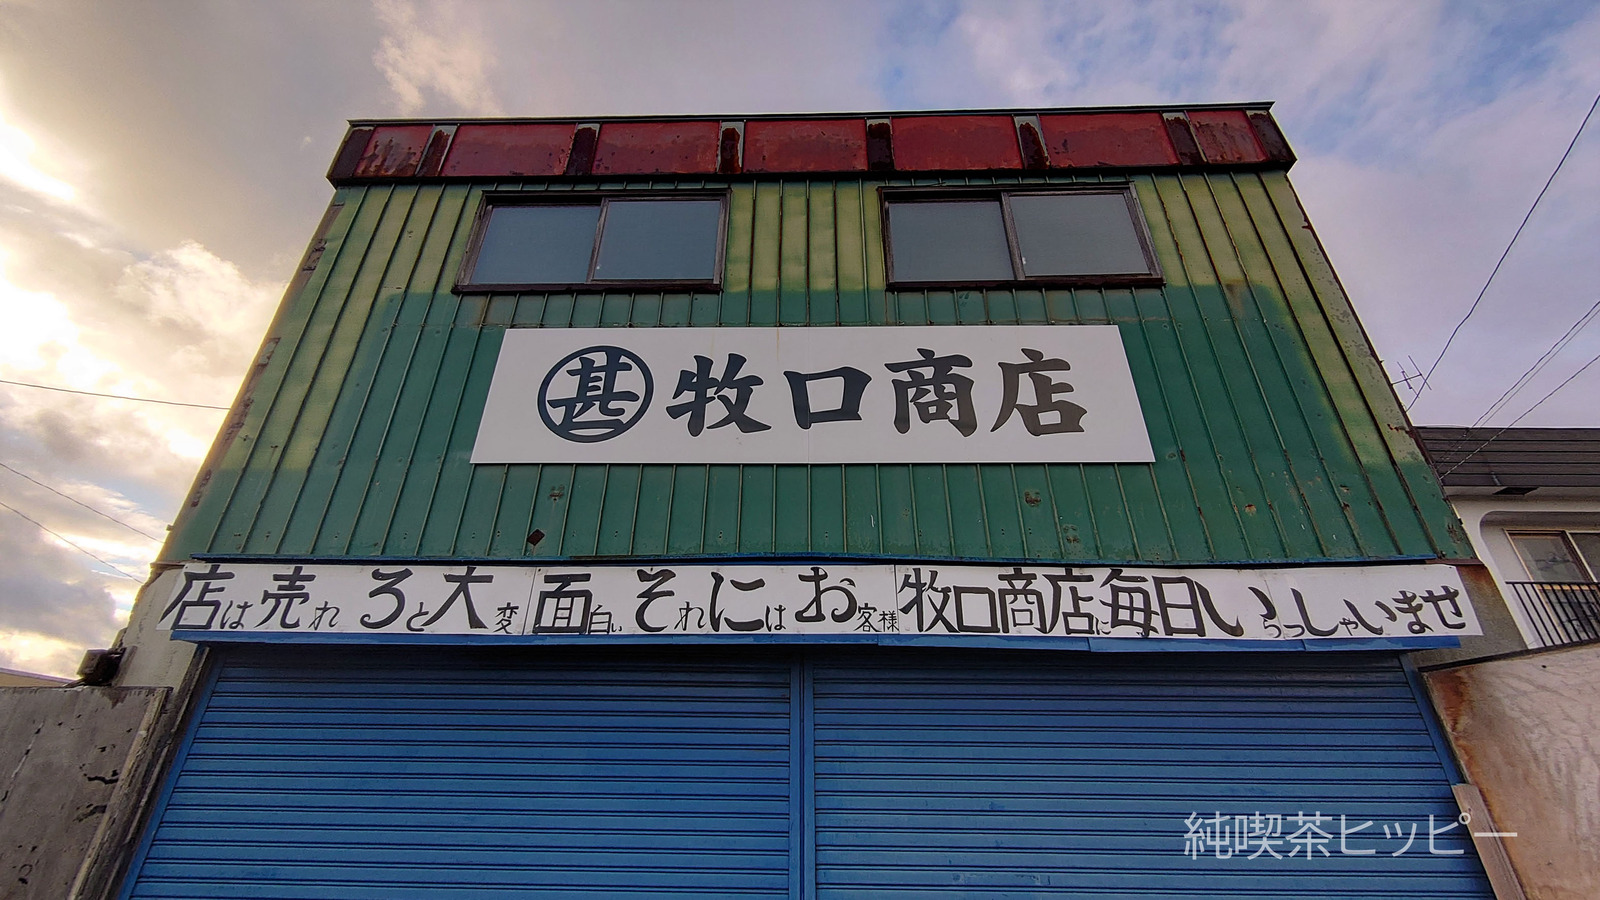 甚 牧口商店
店は売れろと大変面白いそれにはお客様牧口商店に毎日いらっしゃいませ
純喫茶ヒッピー